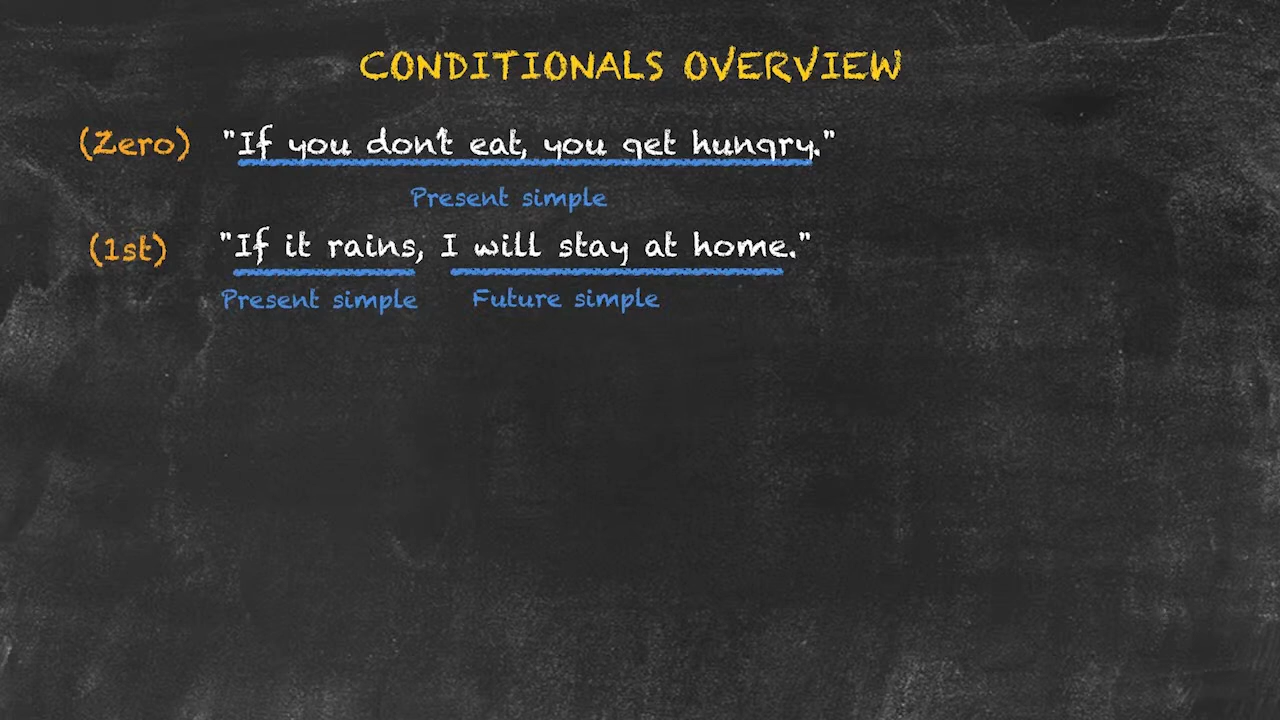 CONDITIONALS OVERVIEW
(Zero) "If you don't eat, you get hungry."
Present simple
(1st) "If it rains, I will stay at home."
Present simple Future simple